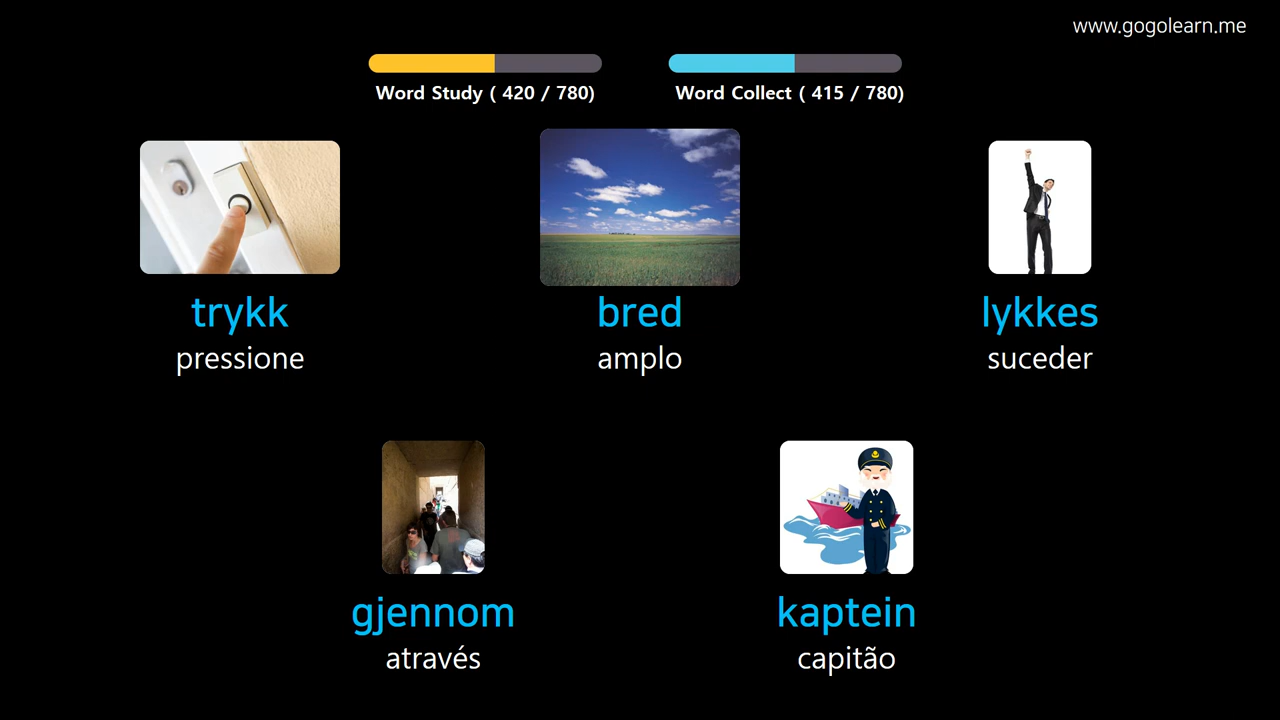 www.gogolearn.me
Word Study ( 420 / 780)
Word Collect ( 415 / 780)
trykk
pressione
bred
amplo
lykkes
suceder
gjennom
através
kaptein
capitão